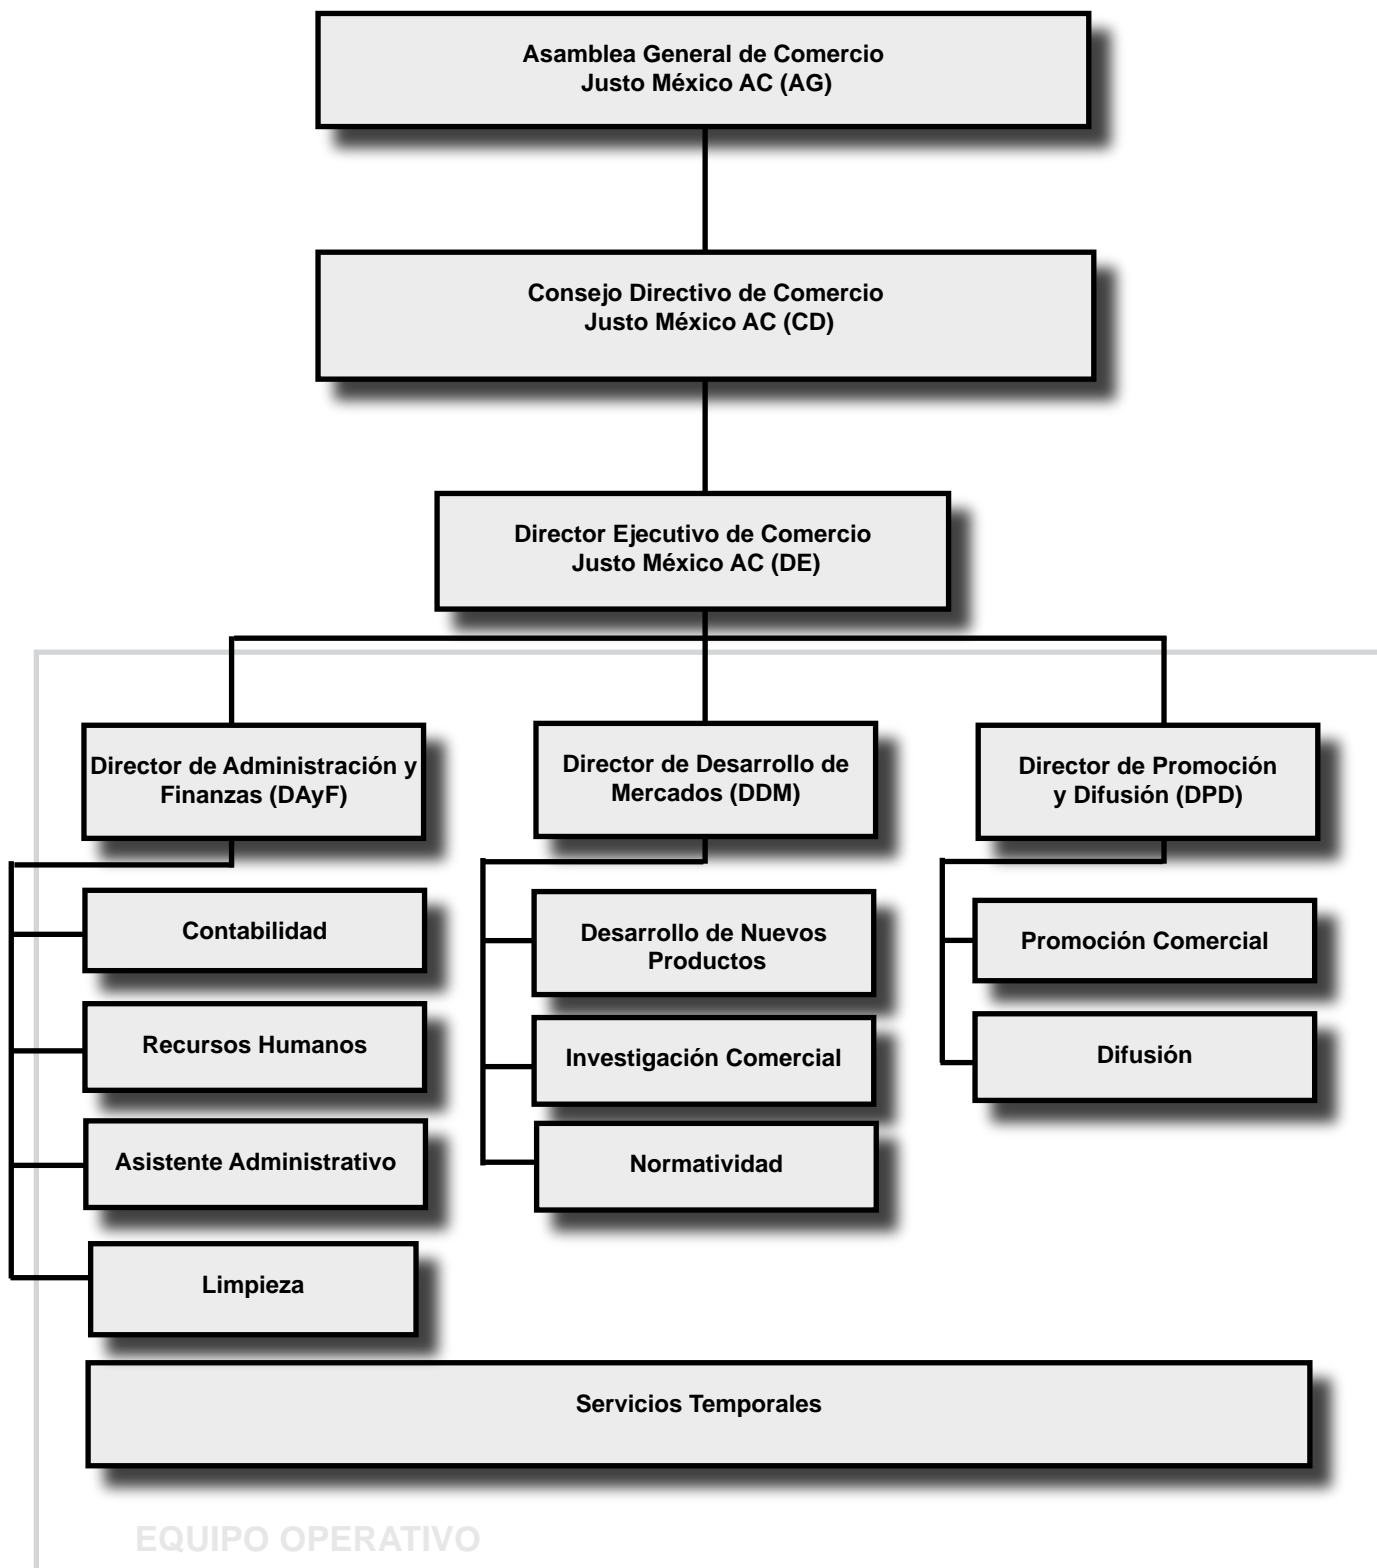 Asamblea General de Comercio
Justo México AC (AG)
Consejo Directivo de Comercio
Justo México AC (CD)
Director Ejecutivo de Comercio
Justo México AC (DE)
Director de Administración y
Finanzas (DAyF)
Director de Desarrollo de
Mercados (DDM)
Director de Promoción
y Difusión (DPD)
Contabilidad
Recursos Humanos
Asistente Administrativo
Limpieza
Desarrollo de Nuevos
Productos
Investigación Comercial
Normatividad
Promoción Comercial
Difusión
Servicios Temporales
EQUIPO OPERATIVO